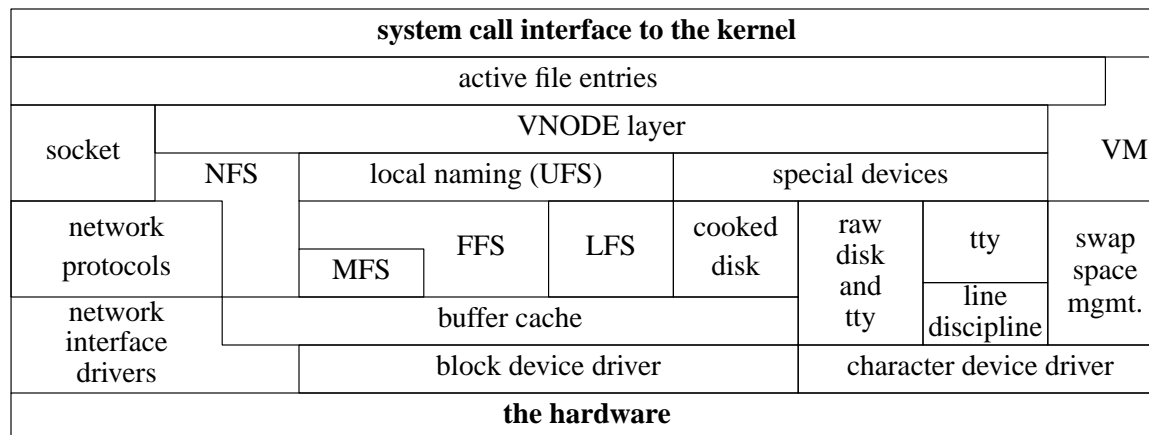 system call interface to the kernel
active file entries
VNODE layer
socket
VM
NFS
local naming (UFS)
special devices
network
protocols
MFS
FFS
LFS
cooked
disk
raw
disk
and
tty
tty
line
discipline
swap
space
mgmt.
network
interface
drivers
buffer cache
block device driver
character device driver
the hardware